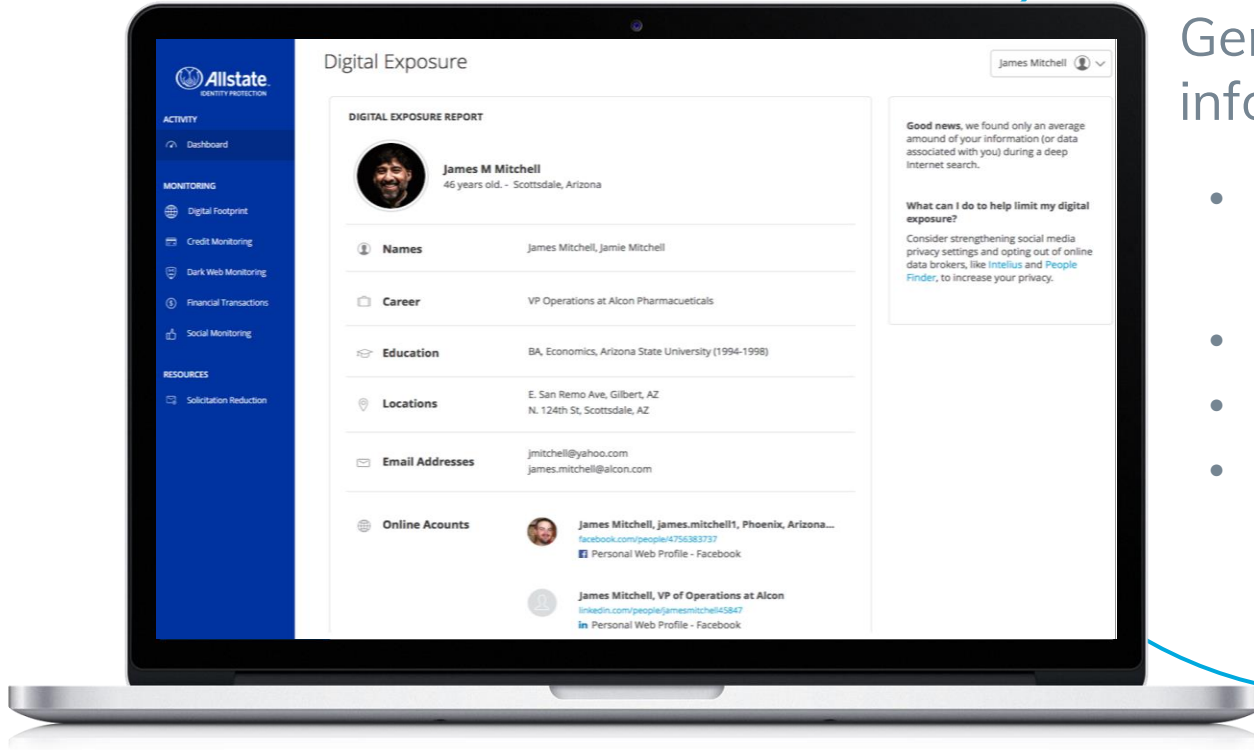 Allstate.
IDENTITY PROTECTION
ACTIVITY
Dashboard
MONITORING
Digital Footprint
Credit Monitoring
Dark Web Monitoring
Financial Transactions
Social Monitoring
RESOURCES
Solicitation Reduction
Digital Exposure
James Mitchell
DIGITAL EXPOSURE REPORT
James M Mitchell
46 years old. - Scottsdale, Arizona
Names
James Mitchell, Jamie Mitchell
Career
VP Operations at Alcon Pharmacueticals
Education
BA, Economics, Arizona State University (1994-1998)
Locations
E. San Remo Ave, Gilbert, AZ
N. 124th St, Scottsdale, AZ
Email Addresses
jmitchell@yahoo.com
james.mitchell@alcon.com
Online Acounts
James Mitchell, james.mitchell1, Phoenix, Arizona...
facebook.com/people/4756383737
Personal Web Profile - Facebook
James Mitchell, VP of Operations at Alcon
linkedin.com/people/jamesmitchell45847
in Personal Web Profile - Facebook
Good news, we found only an average
amound of your information (or data
associated with you) during a deep
Internet search.
What can I do to help limit my digital
exposure?
Consider strengthening social media
privacy settings and opting out of online
data brokers, like Intelius and People
Finder, to increase your privacy.